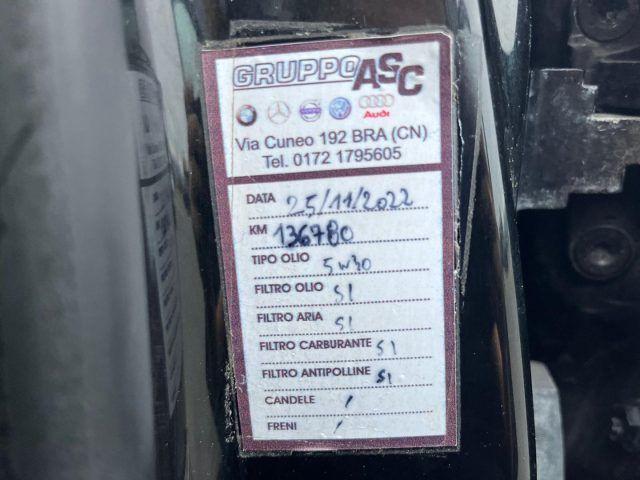 GRUPPO ASC
Audi
Via Cuneo 192 BRA (CN)
Tel. 0172 1795605
DATA 25/11/2022
KM 136780
TIPO OLIO 5w30
FILTRO OLIO SI
FILTRO ARIA SI
FILTRO CARBURANTE SI
FILTRO ANTIPOLLINE SI
CANDELE /
FRENI /